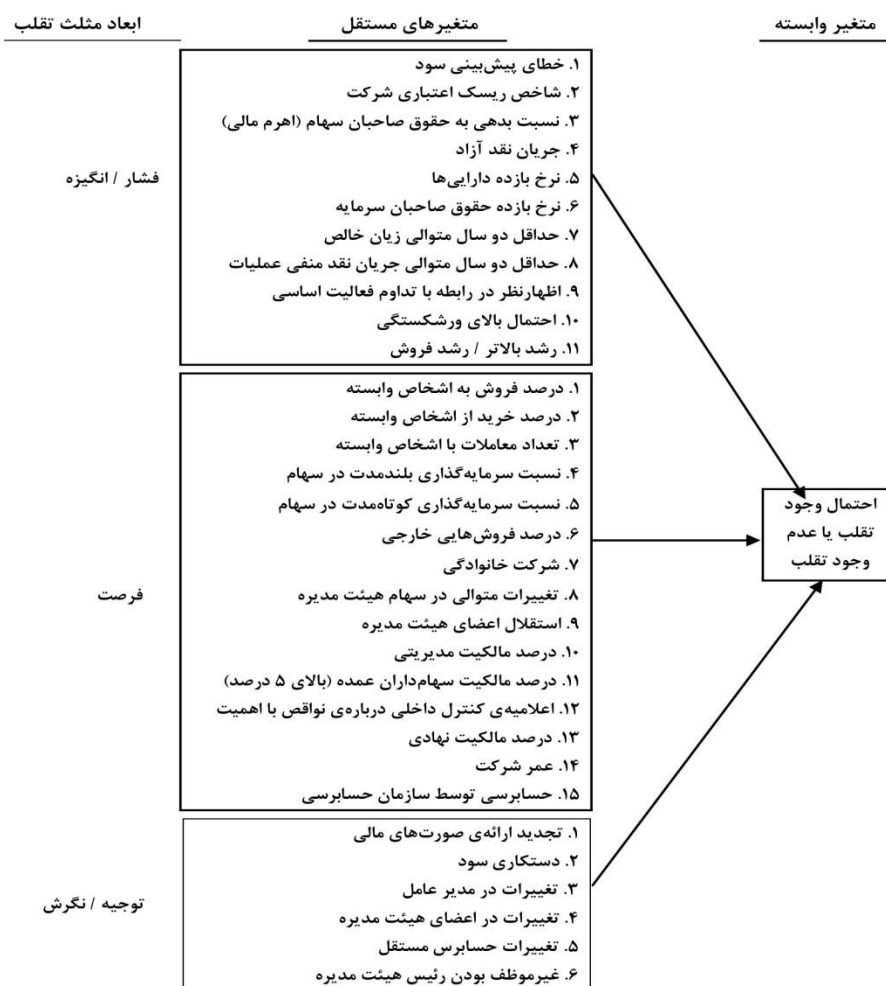 متغیر وابسته
متغیرهای مستقل
ابعاد مثلث تقلب
۱. خطای پیش‌بینی سود
۲. شاخص ریسک اعتباری شرکت
۳. نسبت بدهی به حقوق صاحبان سهام (اهرم مالی)
۴. جریان نقد آزاد
۵. نرخ بازده دارایی‌ها
۶. نرخ بازده حقوق صاحبان سرمایه
۷. حداقل دو سال متوالی زیان خالص
۸. حداقل دو سال متوالی جریان نقد منفی عملیات
۹. اظهارنظر در رابطه با تداوم فعالیت اساسی
۱۰. احتمال بالای ورشکستگی
۱۱. رشد بالاتر / رشد فروش
فشار / انگیزه
۱. درصد فروش به اشخاص وابسته
۲. درصد خرید از اشخاص وابسته
۳. تعداد معاملات با اشخاص وابسته
۴. نسبت سرمایه‌گذاری بلندمدت در سهام
۵. نسبت سرمایه‌گذاری کوتاه‌مدت در سهام
۶. درصد فروش‌هایی خارجی
۷. شرکت خانوادگی
۸. تغییرات متوالی در سهام هیئت مدیره
۹. استقلال اعضای هیئت مدیره
۱۰. درصد مالکیت مدیریتی
۱۱. درصد مالکیت سهام‌داران عمده (بالای ۵ درصد)
۱۲. اعلامیه‌ی کنترل داخلی درباره‌ی نواقص با اهمیت
۱۳. درصد مالکیت نهادی
۱۴. عمر شرکت
۱۵. حسابرسی توسط سازمان حسابرسی
فرصت
احتمال وجود
تقلب یا عدم
وجود تقلب
۱. تجدید ارائه‌ی صورت‌های مالی
۲. دستکاری سود
۳. تغییرات در مدیر عامل
۴. تغییرات در اعضای هیئت مدیره
۵. تغییرات حسابرس مستقل
۶. غیرموظف بودن رئیس هیئت مدیره
توجیه / نگرش